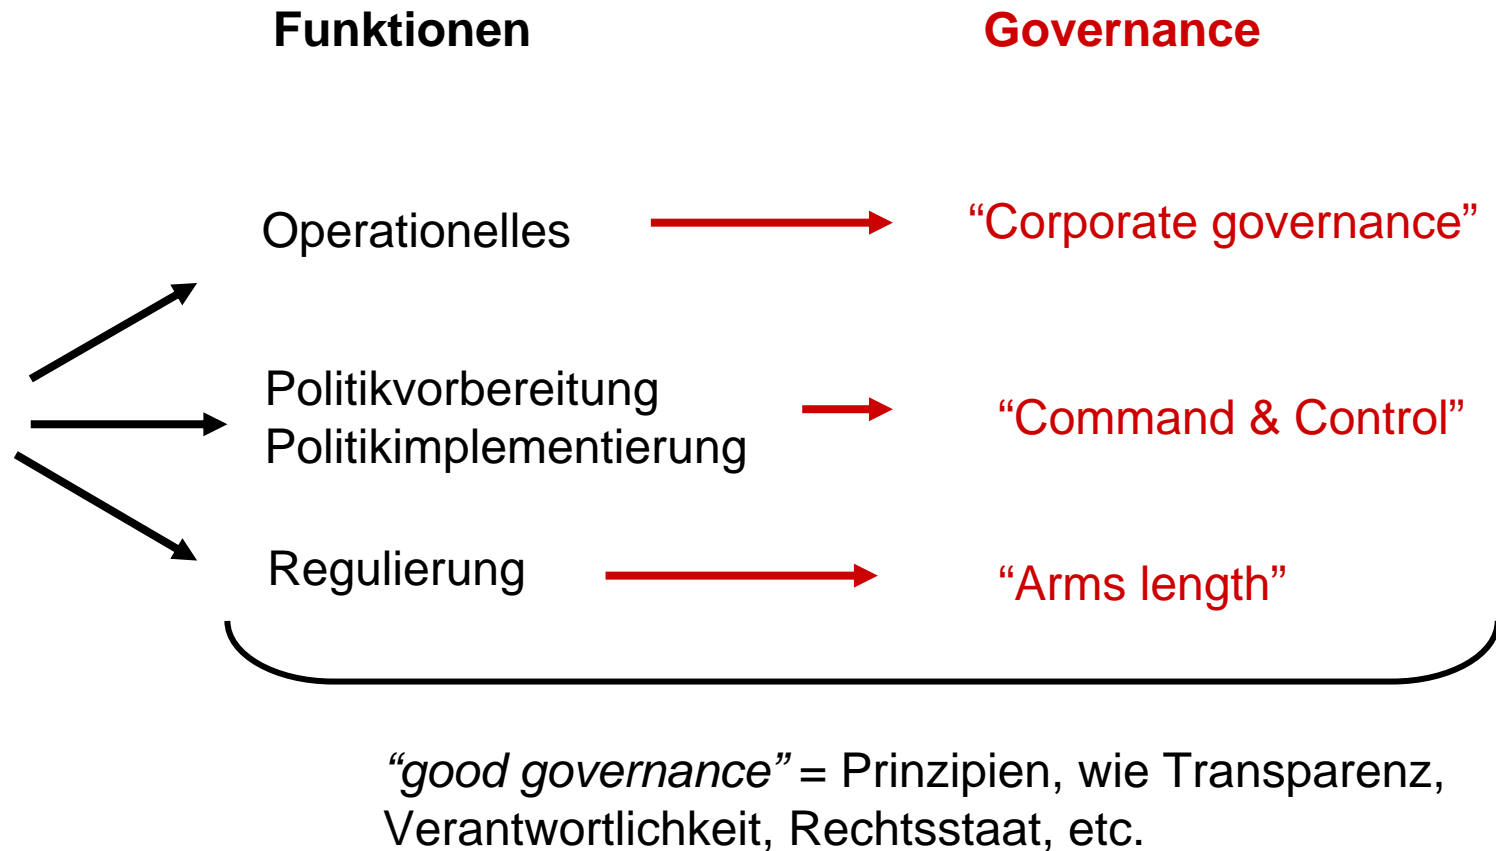 Funktionen
Governance
Operationelles
“Corporate governance”
Politikvorbereitung
Politikimplementierung
“Command & Control”
Regulierung
“Arms length”
“good governance” = Prinzipien, wie Transparenz,
Verantwortlichkeit, Rechtsstaat, etc.